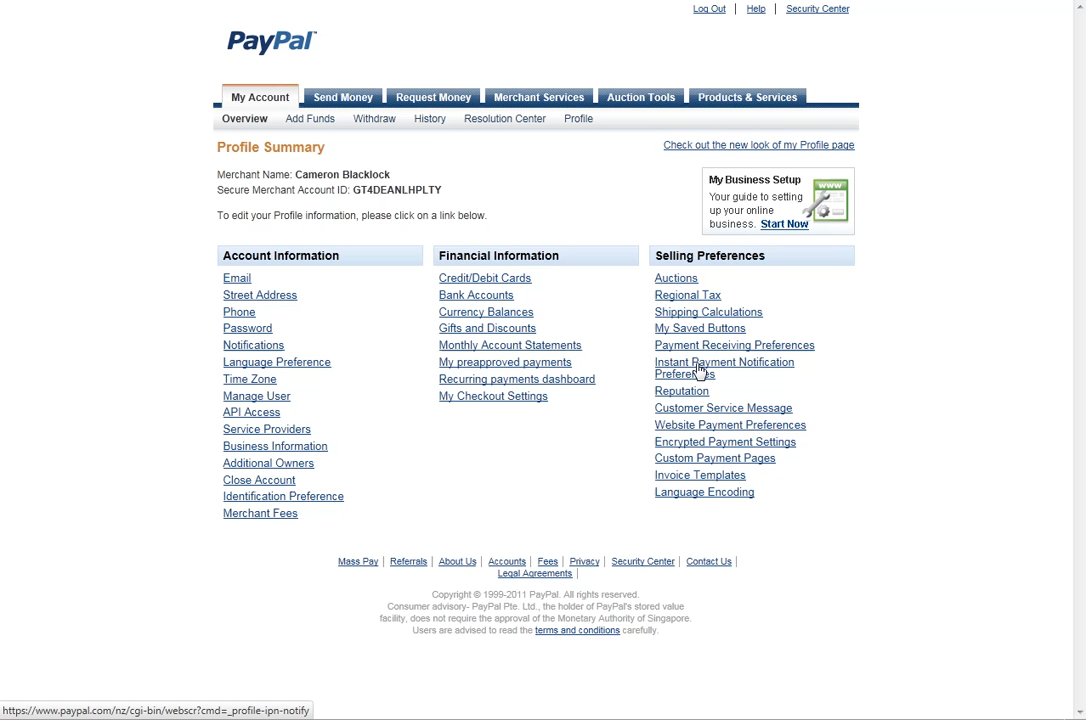 Log Out | Help | Security Center
PayPal™
My Account Send Money Request Money Merchant Services Auction Tools Products & Services
Overview Add Funds Withdraw History Resolution Center Profile
Profile Summary
Check out the new look of my Profile page
Merchant Name: Cameron Blacklock
Secure Merchant Account ID: GT4DEANLHPLTY
To edit your Profile information, please click on a link below.
My Business Setup
Your guide to setting
up your online
business. Start Now
www
Account Information
Email
Street Address
Phone
Password
Notifications
Language Preference
Time Zone
Manage User
API Access
Service Providers
Business Information
Additional Owners
Close Account
Identification Preference
Merchant Fees
Financial Information
Credit/Debit Cards
Bank Accounts
Currency Balances
Gifts and Discounts
Monthly Account Statements
My preapproved payments
Recurring payments dashboard
My Checkout Settings
Selling Preferences
Auctions
Regional Tax
Shipping Calculations
My Saved Buttons
Payment Receiving Preferences
Instant Payment Notification
Preferences
Reputation
Customer Service Message
Website Payment Preferences
Encrypted Payment Settings
Custom Payment Pages
Invoice Templates
Language Encoding
Mass Pay | Referrals | About Us | Accounts | Fees | Privacy | Security Center | Contact Us |
Legal Agreements |
Copyright © 1999-2011 PayPal. All rights reserved.
Consumer advisory- PayPal Pte. Ltd., the holder of PayPal's stored value
facility, does not require the approval of the Monetary Authority of Singapore.
Users are advised to read the terms and conditions carefully.
https://www.paypal.com/nz/cgi-bin/webscr?cmd=_profile-ipn-notify